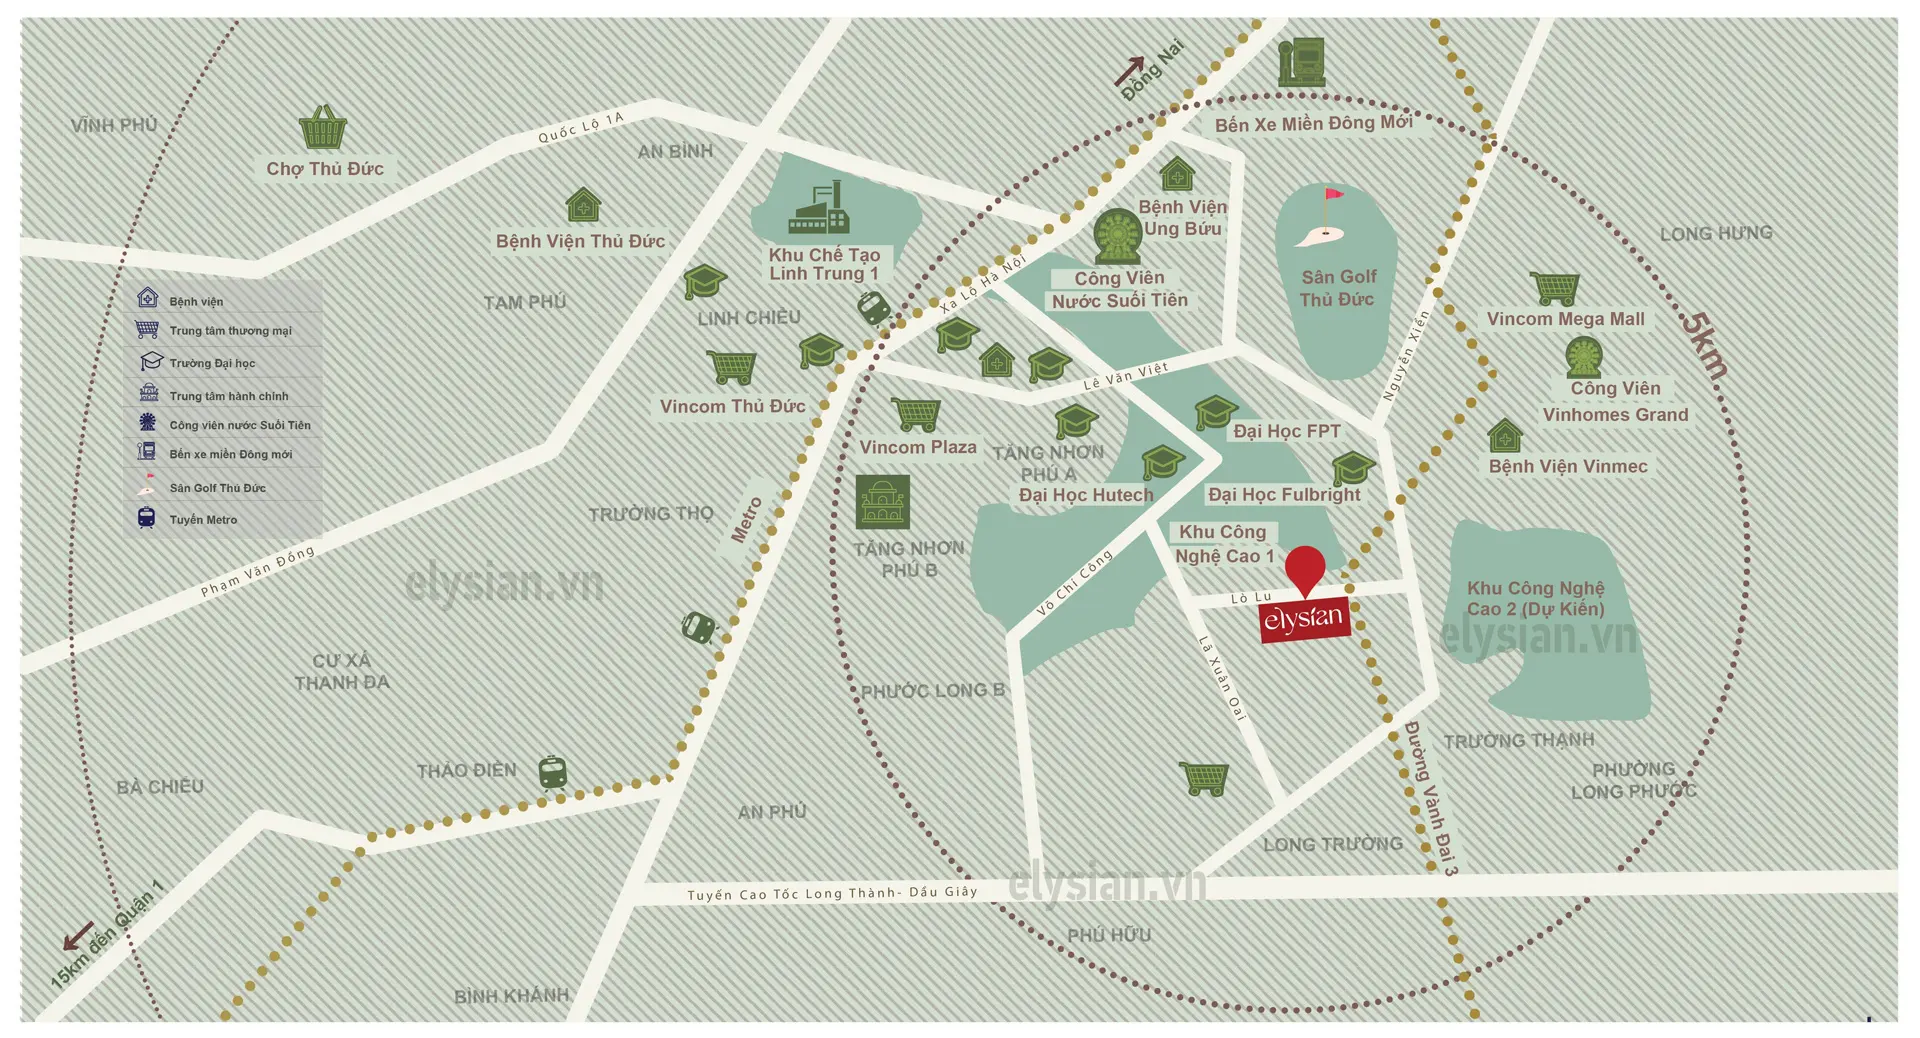 Đồng Nai
Bến Xe Miền Đông Mới
VĨNH PHÚ
Quốc Lộ 1A
AN BÌNH
Chợ Thủ Đức
Bệnh Viện
Ung Bứu
Bệnh Viện Thủ Đức
LONG HƯNG
Khu Chế Tạo
Linh Trung 1
Xa Lộ Hà Nội
Công Viên
Nước Suối Tiên
Sân Golf
Thủ Đức
TAM PHÚ
LINH CHIỂU
Vincom Mega Mall
5km
Nguyễn Xiển
Bệnh viện
Trung tâm thương mại
Trường Đại học
Trung tâm hành chính
Công viên nước Suối Tiên
Bến xe miền Đông mới
Sân Golf Thủ Đức
Tuyến Metro
Lê Văn Việt
Công Viên
Vinhomes Grand
Vincom Thủ Đức
Vincom Plaza
Đại Học FPT
TĂNG NHƠN
PHÚ A
Bệnh Viện Vinmec
Đại Học Hutech
Đại Học Fulbright
TRƯỜNG THỌ
Metro
Khu Công
Nghệ Cao 1
TĂNG NHƠN
PHÚ B
Phạm Văn Đồng
elysian.vn
Võ Chí Công
Lò Lu
elysian
Khu Công Nghệ
Cao 2 (Dự Kiến)
elysian.vn
CƯ XÁ
THANH ĐA
Lã Xuân Oai
PHƯỚC LONG B
Đường Vành Đai 3
TRƯỜNG THẠNH
THẢO ĐIỀN
BÀ CHIỂU
PHƯỜNG
LONG PHƯỚC
AN PHÚ
LONG TRƯỜNG
Tuyến Cao Tốc Long Thành- Dầu Giây
elysian.vn
15km đến Quận 1
PHÚ HỮU
BÌNH KHÁNH